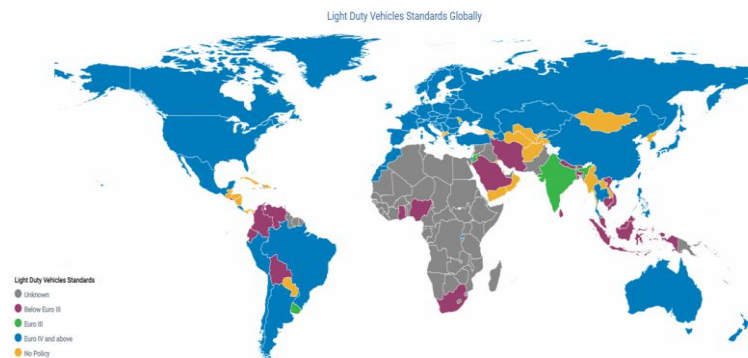 Light Duty Vehicles Standards Globally
Light Duty Vehicles Standards
Unknown
Below Euro III
Euro III
Euro IV and above
No Policy